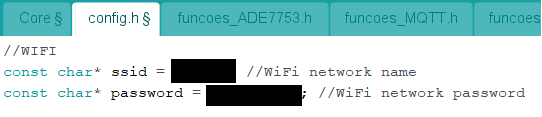 Core § config.h § funcoes_ADE7753.h funcoes_MQTT.h funcoes
//WIFI
const char* ssid = //WiFi network name
const char* password = ; //WiFi network password